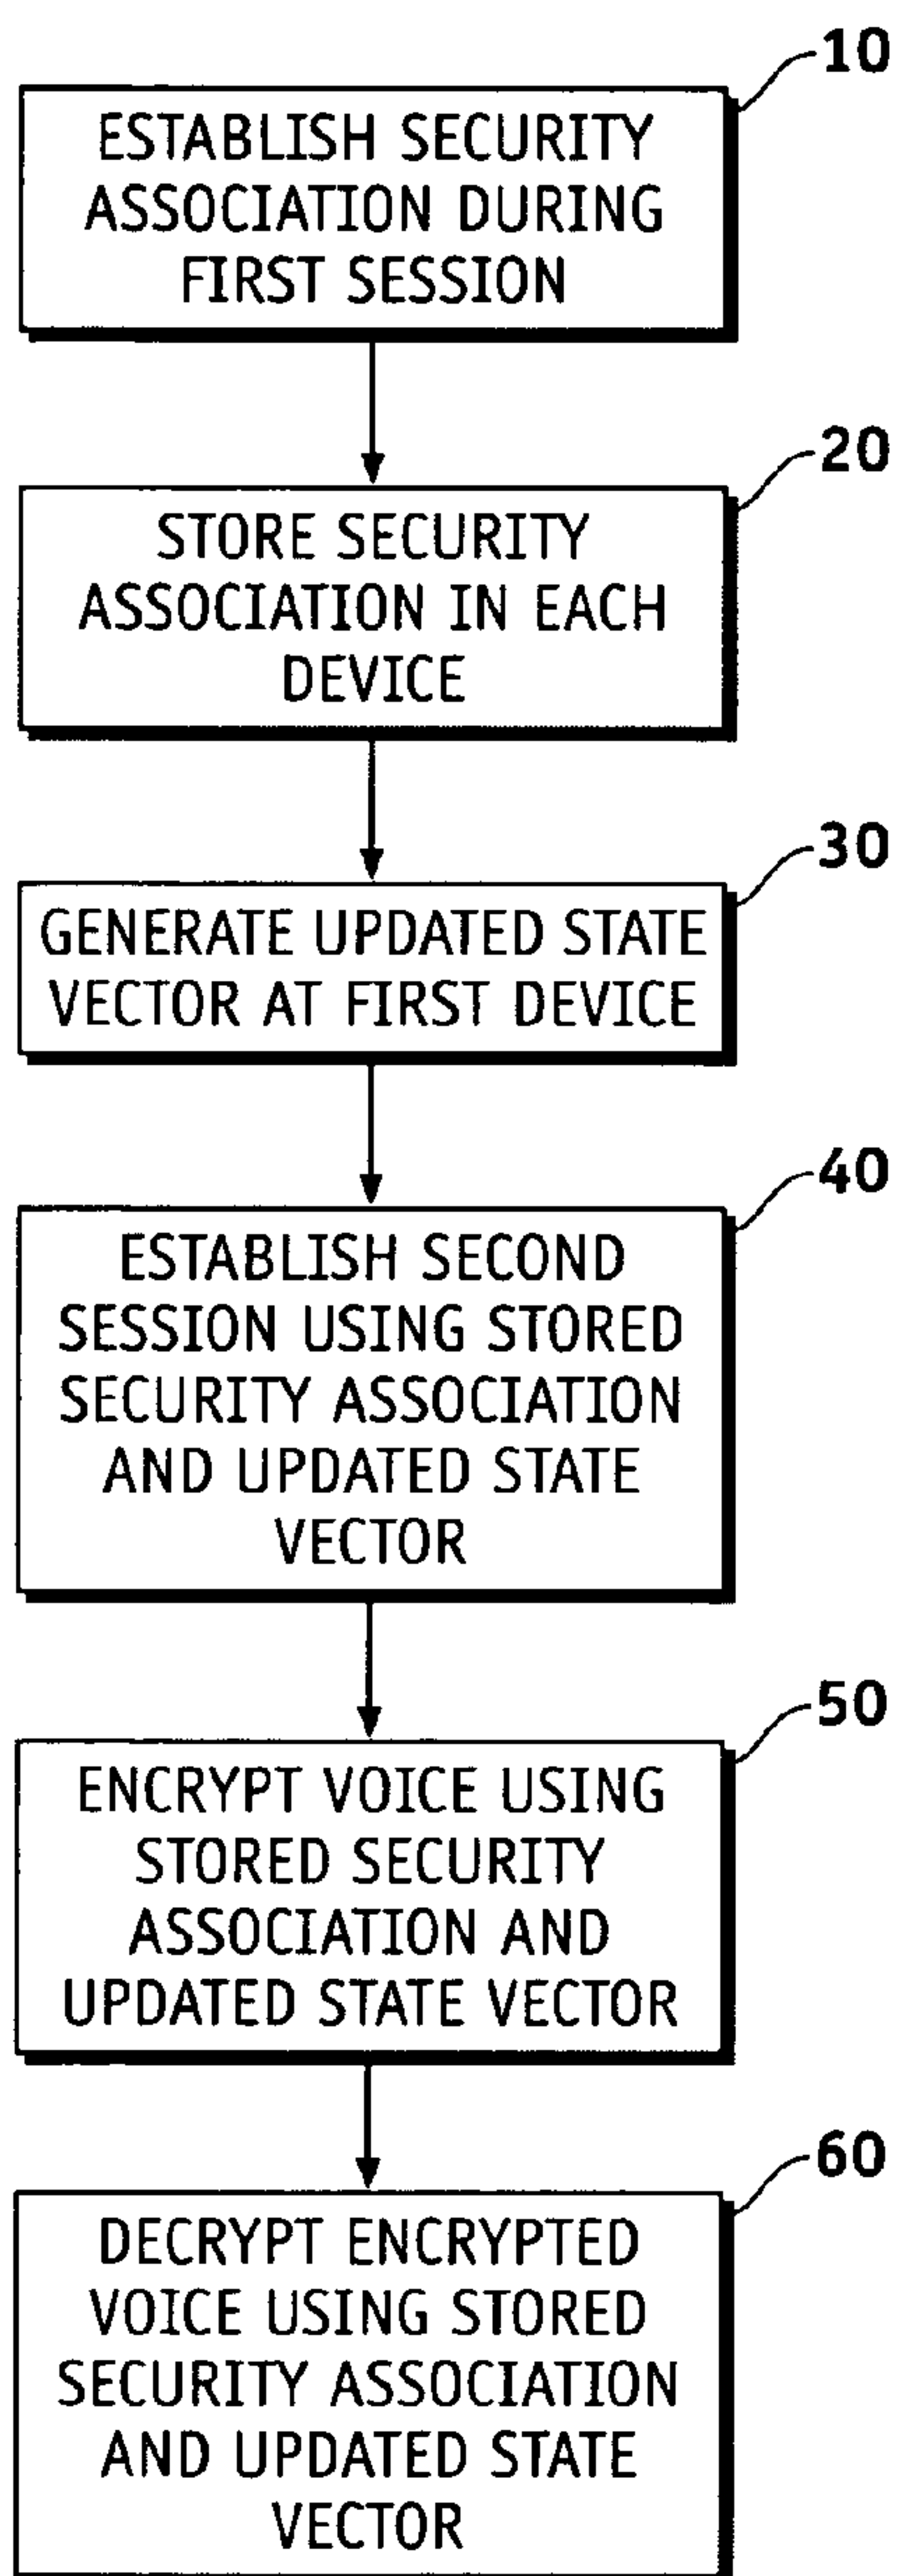 10
ESTABLISH SECURITY
ASSOCIATION DURING
FIRST SESSION
20
STORE SECURITY
ASSOCIATION IN EACH
DEVICE
30
GENERATE UPDATED STATE
VECTOR AT FIRST DEVICE
40
ESTABLISH SECOND
SESSION USING STORED
SECURITY ASSOCIATION
AND UPDATED STATE
VECTOR
50
ENCRYPT VOICE USING
STORED SECURITY
ASSOCIATION AND
UPDATED STATE VECTOR
60
DECRYPT ENCRYPTED
VOICE USING STORED
SECURITY ASSOCIATION
AND UPDATED STATE
VECTOR